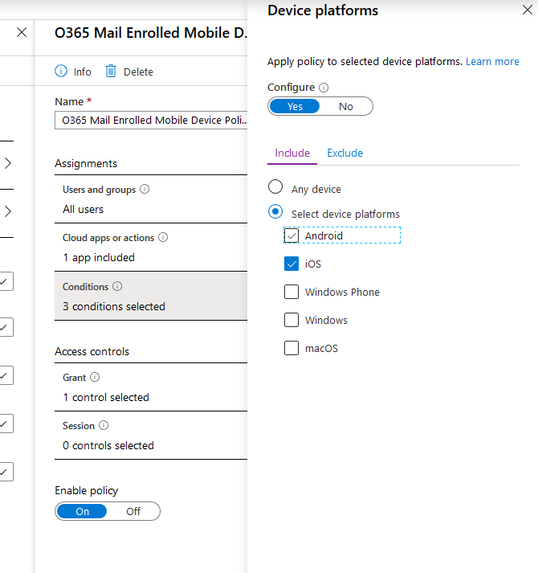 O365 Mail Enrolled Mobile D...
Info
Delete
Name *
O365 Mail Enrolled Mobile Device Poli...
Assignments
Users and groups
All users
Cloud apps or actions
1 app included
Conditions
3 conditions selected
Access controls
Grant
1 control selected
Session
0 controls selected
Enable policy
On Off
Device platforms
Apply policy to selected device platforms. Learn more
Configure
Yes No
Include Exclude
Any device
Select device platforms
Android
iOS
Windows Phone
Windows
macOS